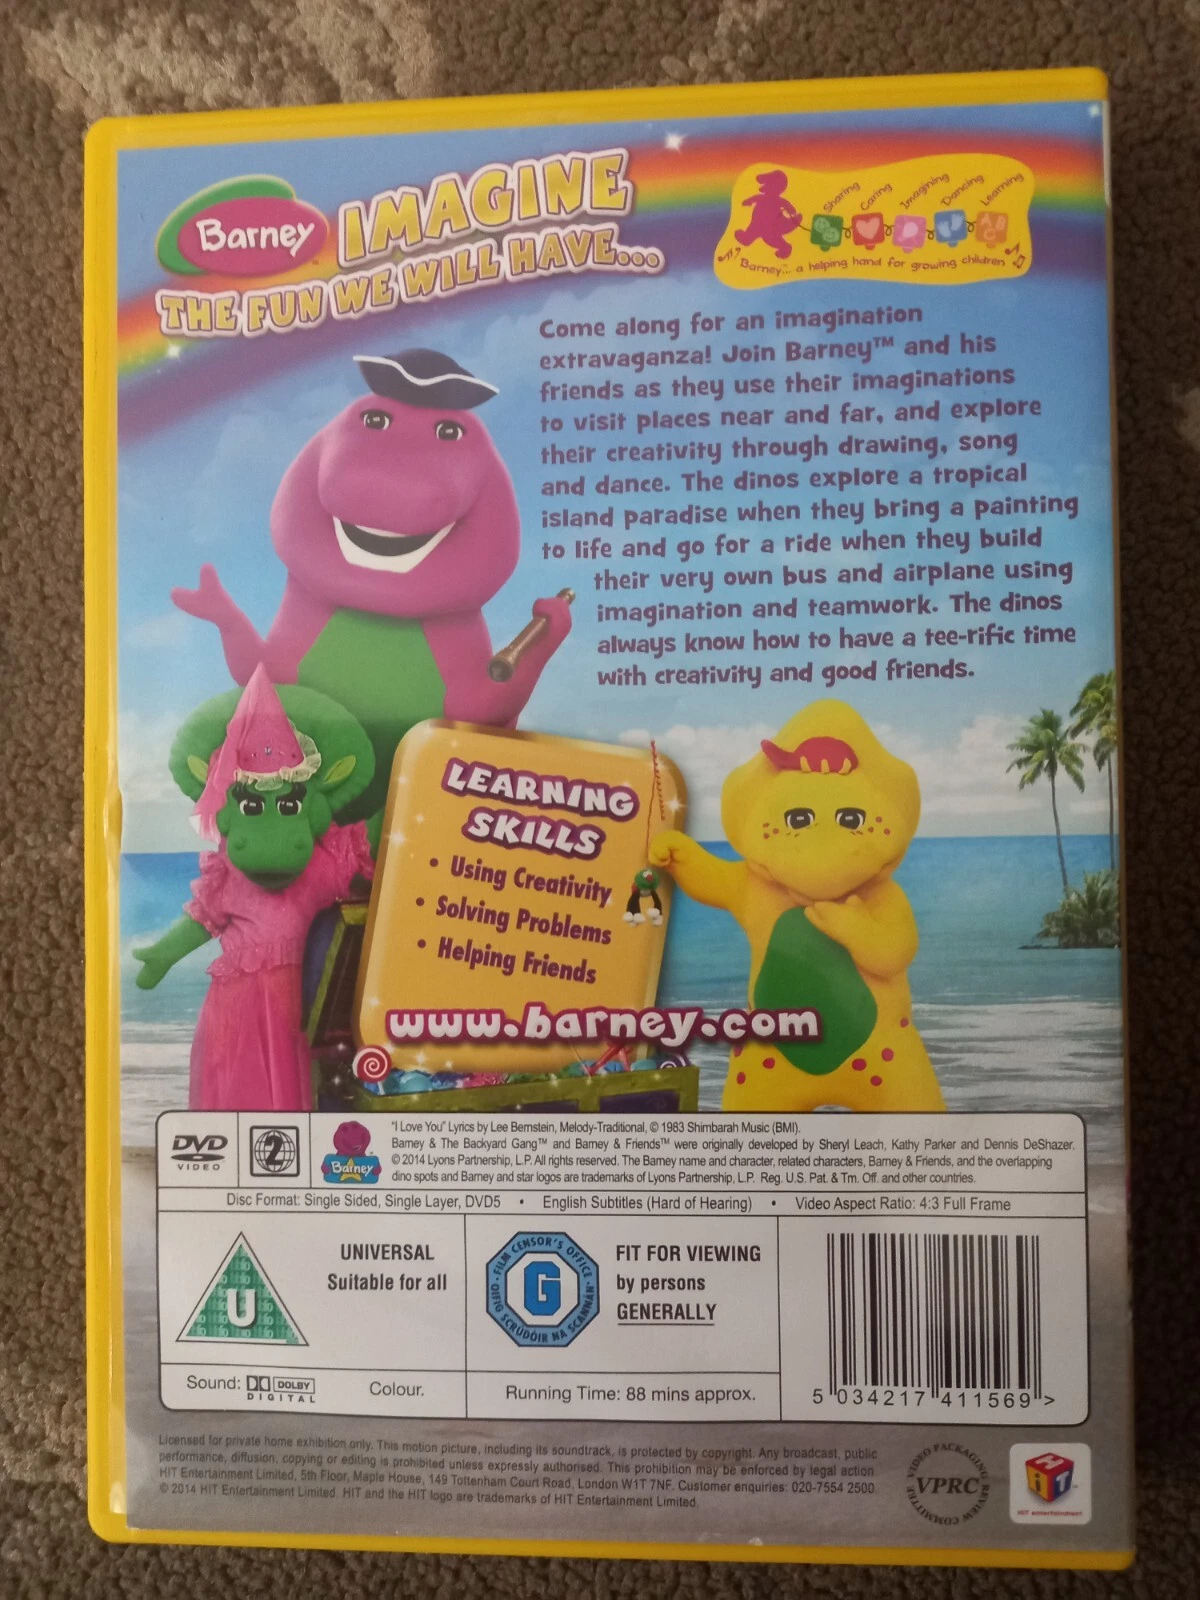 Barney™
IMAGINE
THE FUN WE WILL HAVE...
Sharing Caring Imagining Dancing Learning
Barney... a helping hand for growing children
Come along for an imagination
extravaganza! Join Barney™ and his
friends as they use their imaginations
to visit places near and far, and explore
their creativity through drawing, song
and dance. The dinos explore a tropical
island paradise when they bring a painting
to life and go for a ride when they build
their very own bus and airplane using
imagination and teamwork. The dinos
always know how to have a tee-rific time
with creativity and good friends.
LEARNING
SKILLS
• Using Creativity
• Solving Problems
• Helping Friends
www.barney.com
DVD
VIDEO
2
Barney
"I Love You" Lyrics by Lee Bernstein, Melody-Traditional, © 1983 Shimbarah Music (BMI).
Barney & The Backyard Gang™ and Barney & Friends™ were originally developed by Sheryl Leach, Kathy Parker and Dennis DeShazer.
© 2014 Lyons Partnership, L.P. All rights reserved. The Barney name and character, related characters, Barney & Friends, and the overlapping
dino spots and Barney and star logos are trademarks of Lyons Partnership, L.P. Reg. U.S. Pat. & Tm. Off. and other countries.
Disc Format: Single Sided, Single Layer, DVD5 • English Subtitles (Hard of Hearing) • Video Aspect Ratio: 4:3 Full Frame
U
UNIVERSAL
Suitable for all
FILM CENSOR'S OFFICE
G
OIFIG SCRÚDÓIR NA SCANNÁN
FIT FOR VIEWING
by persons
GENERALLY
Sound: DOLBY
DIGITAL
Colour.
Running Time: 88 mins approx.
5 034217 411569 >
Licensed for private home exhibition only. This motion picture, including its soundtrack, is protected by copyright. Any broadcast, public
performance, diffusion, copying or editing is prohibited unless expressly authorised. This prohibition may be enforced by legal action.
HIT Entertainment Limited, 5th Floor, Maple House, 149 Tottenham Court Road, London W1T 7NF. Customer enquiries: 020-7554 2500.
© 2014 HIT Entertainment Limited. HIT and the HIT logo are trademarks of HIT Entertainment Limited.
VIDEO PACKAGING
VPRC
REVIEW COMMITTEE
HiT
HIT entertainment